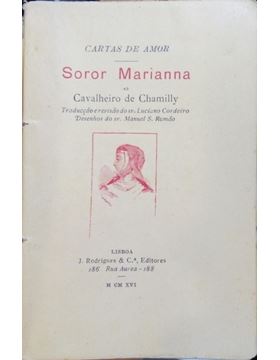 CARTAS DE AMOR
Soror Marianna
ao
Cavalheiro de Chamilly
Traducção e revisão do sr. Luciano Cordeiro
Desenhos do sr. Manuel S. Romão
LISBOA
J. Rodrigues & C.ª, Editores
186 Rua Aurea - 188
M CM XVI